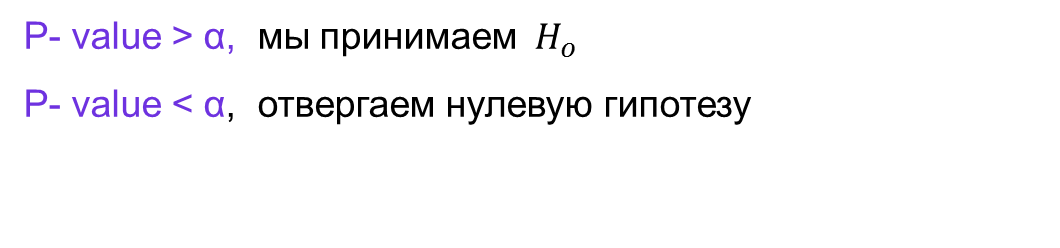 P- value > α, мы принимаем H₀
P- value < α, отвергаем нулевую гипотезу